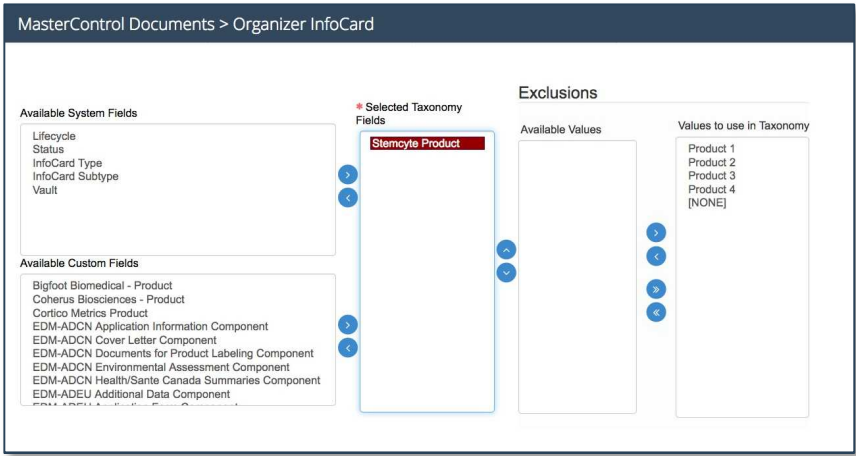 MasterControl Documents > Organizer InfoCard
Exclusions
Available System Fields
* Selected Taxonomy
Fields
Available Values
Values to use in Taxonomy
Lifecycle
Status
InfoCard Type
InfoCard Subtype
Vault
Stemcyte Product
Product 1
Product 2
Product 3
Product 4
[NONE]
Available Custom Fields
Bigfoot Biomedical - Product
Coherus Biosciences - Product
Cortico Metrics Product
EDM-ADCN Application Information Component
EDM-ADCN Cover Letter Component
EDM-ADCN Documents for Product Labeling Component
EDM-ADCN Environmental Assessment Component
EDM-ADCN Health/Sante Canada Summaries Component
EDM-ADEU Additional Data Component